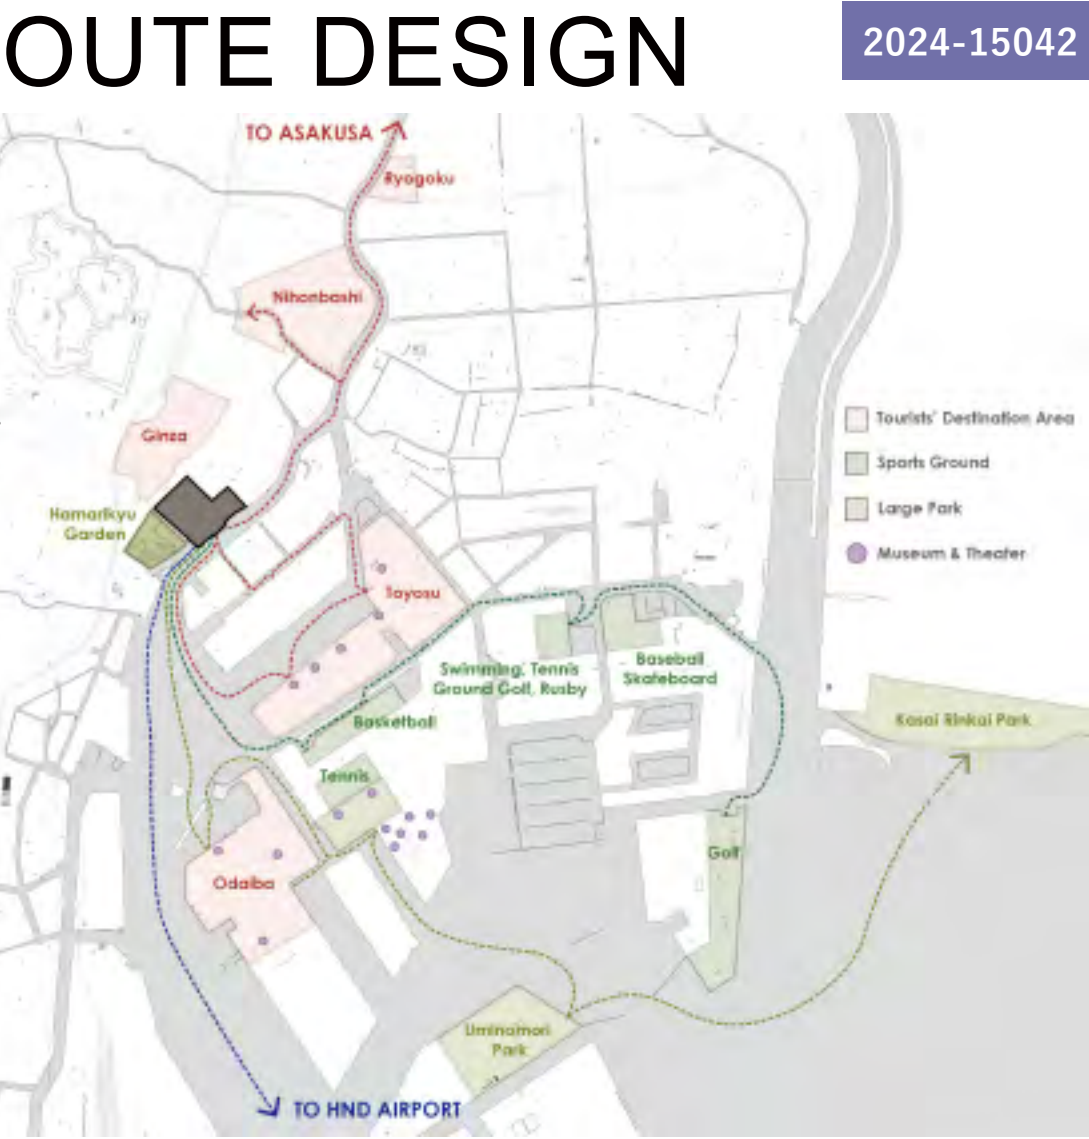 OUTE DESIGN
2024-15042
TO ASAKUSA
Ryogoku
Nihonbashi
Ginza
Hamarikyu
Garden
Toyosu
Tourists' Destination Area
Sports Ground
Large Park
Museum & Theater
Swimming, Tennis
Ground Golf, Rusby
Baseball
Skateboard
Basketball
Tennis
Kasai Rinkai Park
Golf
Odaiba
Uminomori
Park
TO HND AIRPORT